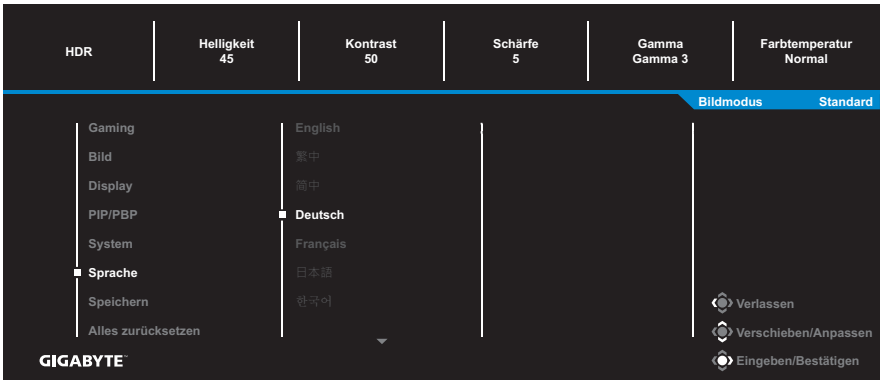 HDR
Helligkeit
45
Kontrast
50
Schärfe
5
Gamma
Gamma 3
Farbtemperatur
Normal
Bildmodus Standard
Gaming
Bild
Display
PIP/PBP
System
Sprache
Speichern
Alles zurücksetzen
English
繁中
簡中
Deutsch
Français
日本語
한국어
Verlassen
Verschieben/Anpassen
Eingeben/Bestätigen
GIGABYTE™